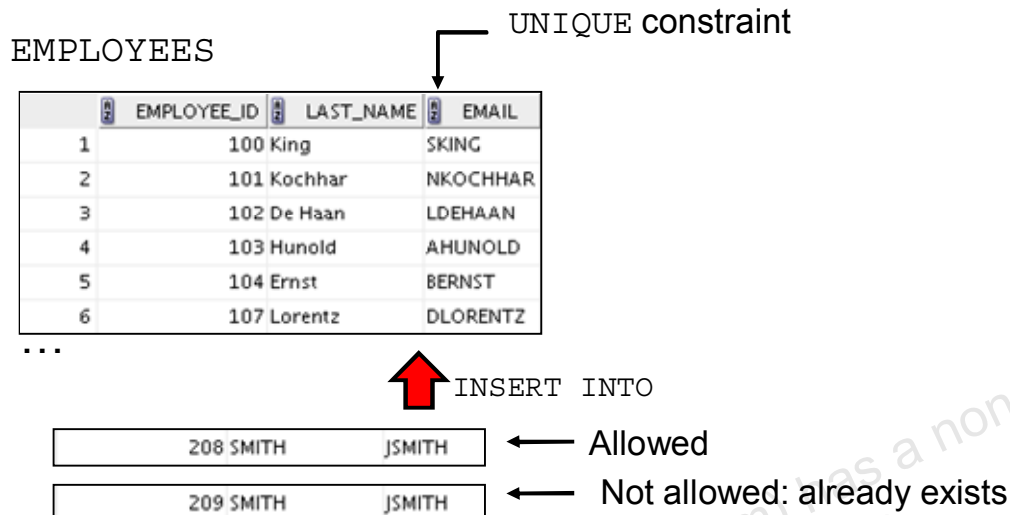 UNIQUE constraint
EMPLOYEES
EMPLOYEE_ID LAST_NAME EMAIL
1 100 King SKING
2 101 Kochhar NKOCHHAR
3 102 De Haan LDEHAAN
4 103 Hunold AHUNOLD
5 104 Ernst BERNST
6 107 Lorentz DLORENTZ
...
INSERT INTO
208 SMITH JSMITH Allowed
209 SMITH JSMITH Not allowed: already exists
has a non